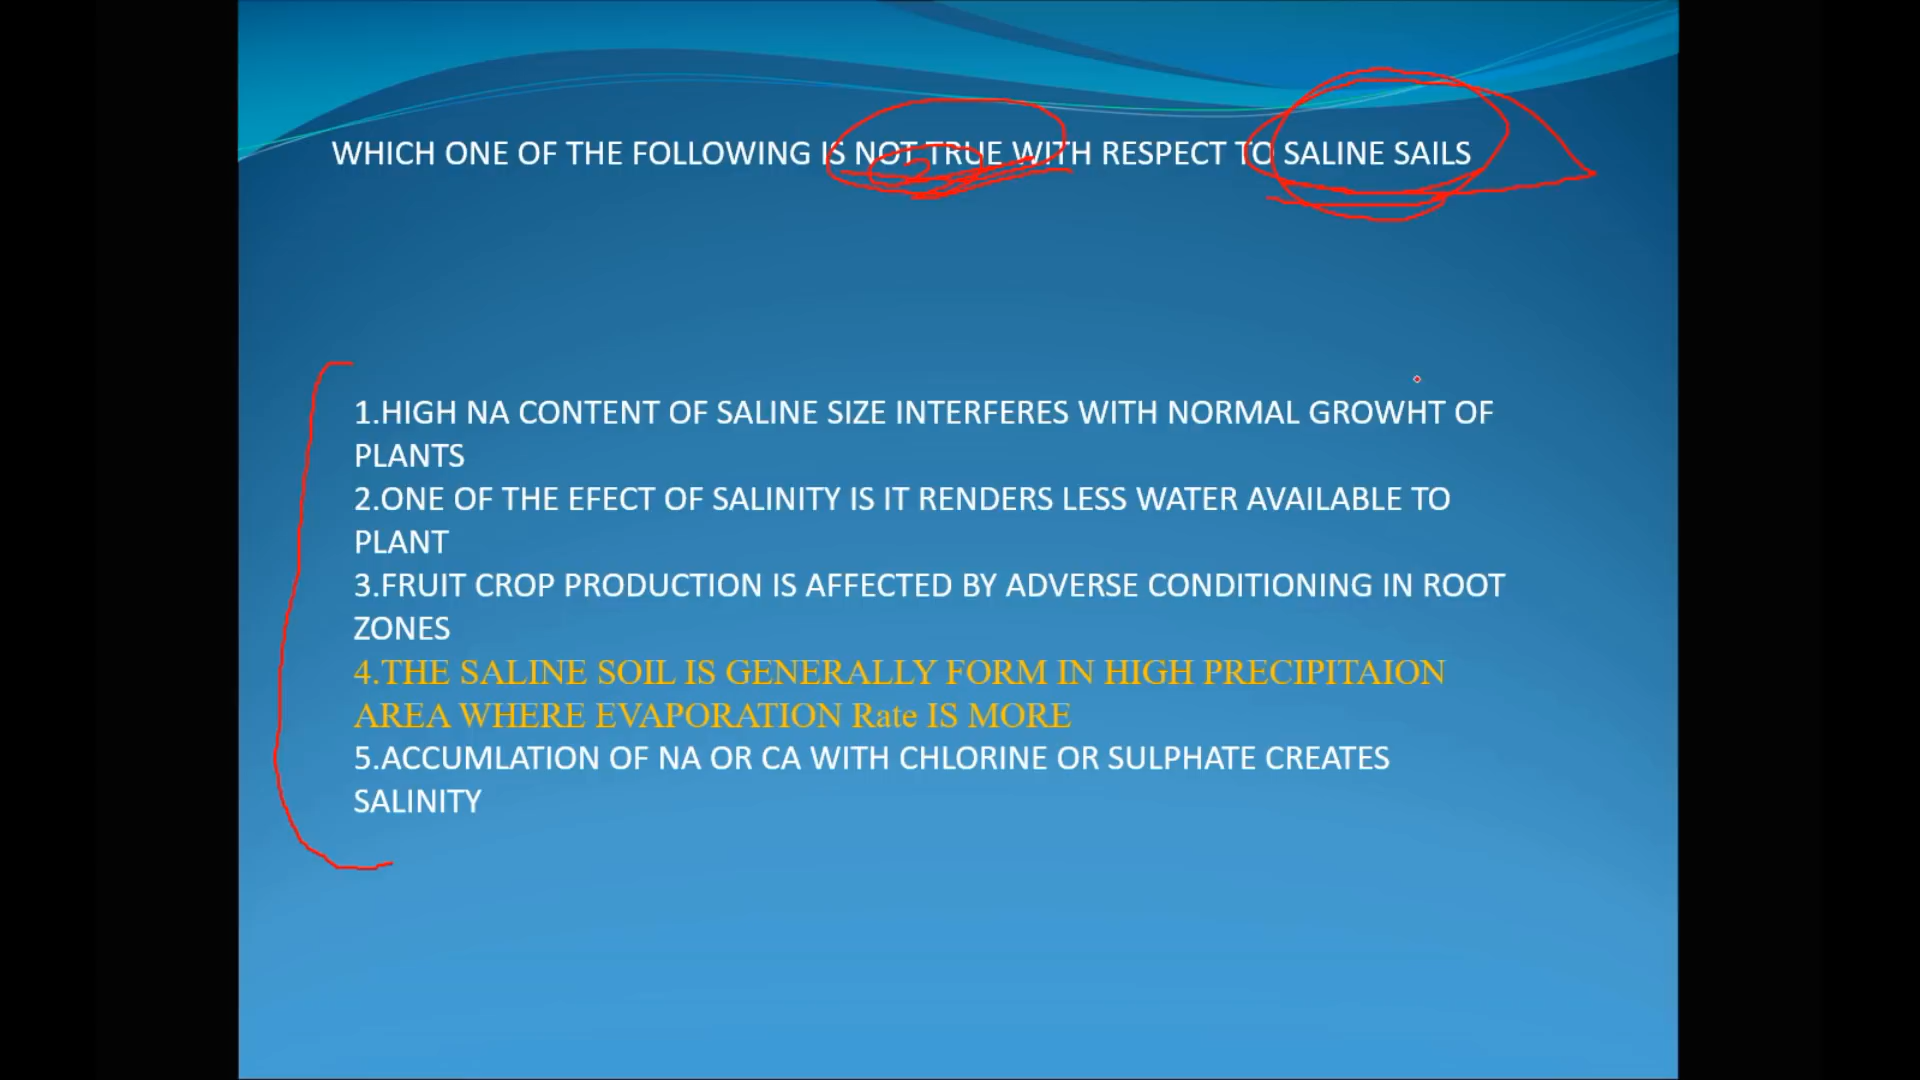 WHICH ONE OF THE FOLLOWING IS NOT TRUE WITH RESPECT TO SALINE SAILS
1.HIGH NA CONTENT OF SALINE SIZE INTERFERES WITH NORMAL GROWHT OF
PLANTS
2.ONE OF THE EFECT OF SALINITY IS IT RENDERS LESS WATER AVAILABLE TO
PLANT
3.FRUIT CROP PRODUCTION IS AFFECTED BY ADVERSE CONDITIONING IN ROOT
ZONES
4.THE SALINE SOIL IS GENERALLY FORM IN HIGH PRECIPITAION
AREA WHERE EVAPORATION Rate IS MORE
5.ACCUMLATION OF NA OR CA WITH CHLORINE OR SULPHATE CREATES
SALINITY